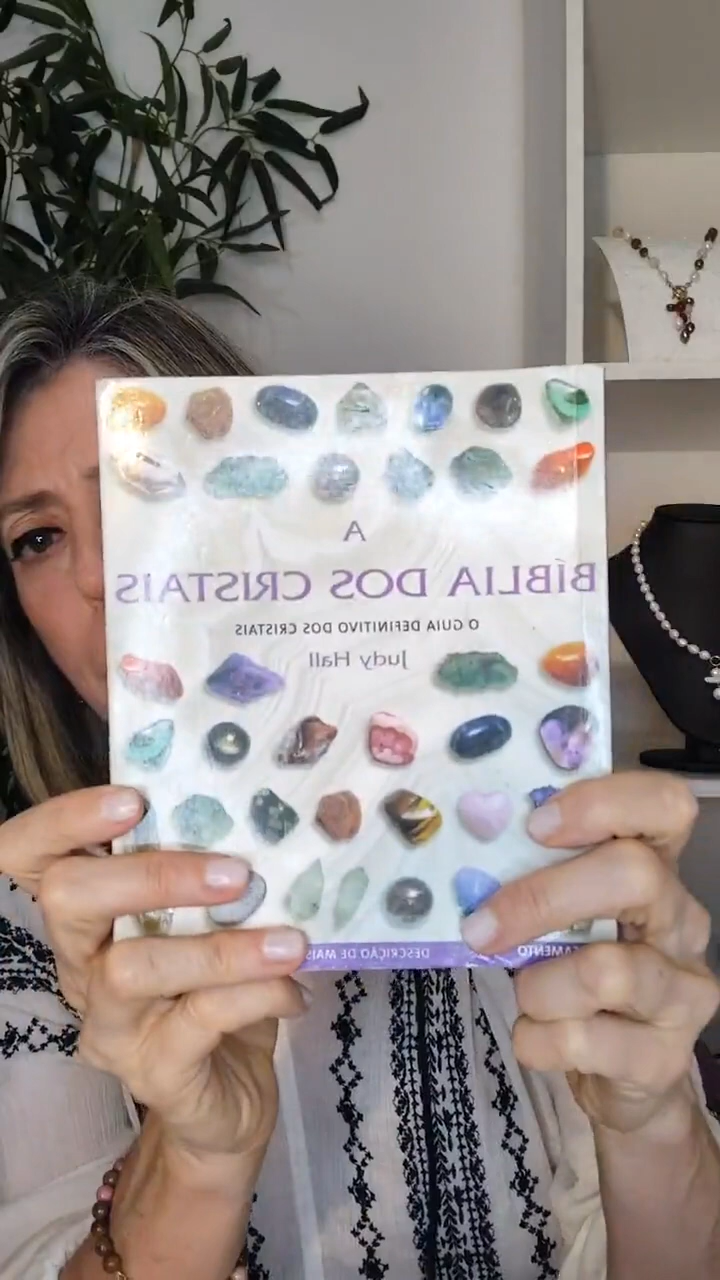 A
BÍBLIA DOS CRISTAIS
O GUIA DEFINITIVO DOS CRISTAIS
Judy Hall
DESCRIÇÃO DE MAIS